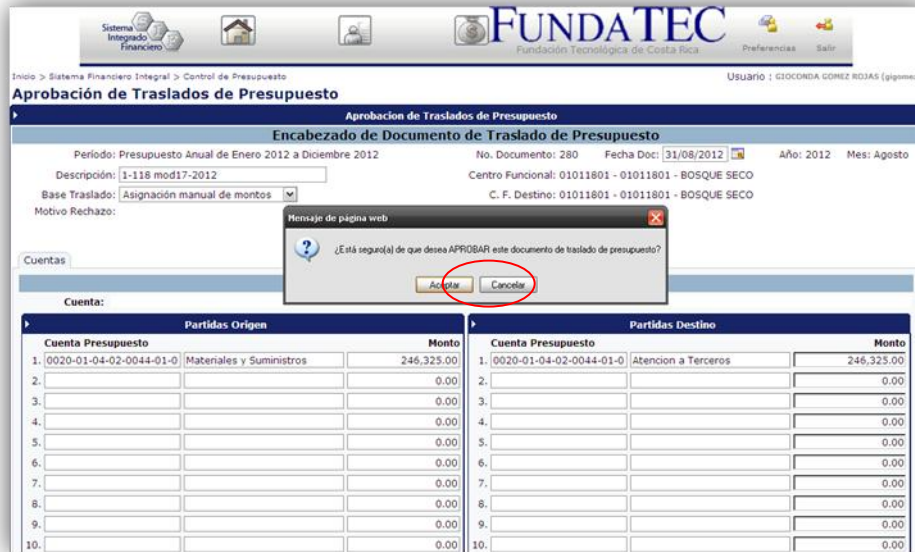 Sistema
Integrado
Financiero
FUNDATEC
Fundación Tecnológica de Costa Rica
Preferencias Salir
Inicio > Sistema Financiero Integral > Control de Presupuesto
Usuario : GIOCONDA GOMEZ ROJAS (gigomez
Aprobación de Traslados de Presupuesto
Aprobacion de Traslados de Presupuesto
Encabezado de Documento de Traslado de Presupuesto
Período: Presupuesto Anual de Enero 2012 a Diciembre 2012 No. Documento: 280 Fecha Doc: 31/08/2012 Año: 2012 Mes: Agosto
Descripción: 1-118 mod17-2012 Centro Funcional: 01011801 - 01011801 - BOSQUE SECO
Base Traslado: Asignación manual de montos C. F. Destino: 01011801 - 01011801 - BOSQUE SECO
Motivo Rechazo:
Mensaje de página web
¿Está seguro(a) de que desea APROBAR este documento de traslado de presupuesto?
Aceptar Cancelar
Cuentas
Cuenta:
Partidas Origen Partidas Destino
Cuenta Presupuesto Monto Cuenta Presupuesto Monto
1. 0020-01-04-02-0044-01-0 Materiales y Suministros 246,325.00 1. 0020-01-04-02-0044-01-0 Atencion a Terceros 246,325.00
2. 0.00 2. 0.00
3. 0.00 3. 0.00
4. 0.00 4. 0.00
5. 0.00 5. 0.00
6. 0.00 6. 0.00
7. 0.00 7. 0.00
8. 0.00 8. 0.00
9. 0.00 9. 0.00
10. 0.00 10. 0.00